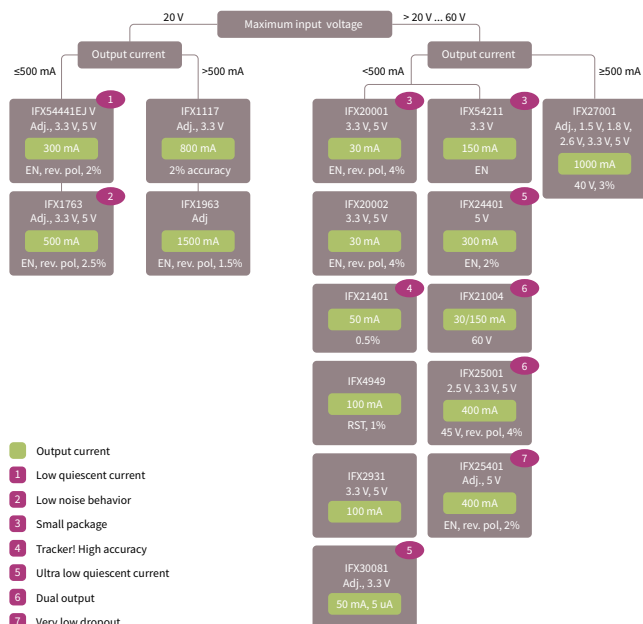 Maximum input voltage
20 V
> 20 V ... 60 V
Output current
≤500 mA
>500 mA
1
IFX54441EJ V
Adj., 3.3 V, 5 V
300 mA
EN, rev. pol, 2%
2
IFX1763
Adj., 3.3 V, 5 V
500 mA
EN, rev. pol, 2.5%
IFX1117
Adj., 3.3 V
800 mA
2% accuracy
IFX1963
Adj
1500 mA
EN, rev. pol, 1.5%
Output current
<500 mA
≥500 mA
3
IFX20001
3.3 V, 5 V
30 mA
EN, rev. pol, 4%
IFX20002
3.3 V, 5 V
30 mA
EN, rev. pol, 4%
4
IFX21401
50 mA
0.5%
IFX4949
100 mA
RST, 1%
IFX2931
3.3 V, 5 V
100 mA
5
IFX30081
Adj., 3.3 V
50 mA, 5 uA
3
IFX54211
3.3 V
150 mA
EN
5
IFX24401
5 V
300 mA
EN, 2%
6
IFX21004
30/150 mA
60 V
6
IFX25001
2.5 V, 3.3 V, 5 V
400 mA
45 V, rev. pol, 4%
7
IFX25401
Adj., 5 V
400 mA
EN, rev. pol, 2%
IFX27001
Adj., 1.5 V, 1.8 V,
2.6 V, 3.3 V, 5 V
1000 mA
40 V, 3%
Output current
1 Low quiescent current
2 Low noise behavior
3 Small package
4 Tracker! High accuracy
5 Ultra low quiescent current
6 Dual output
7 Very low dropout